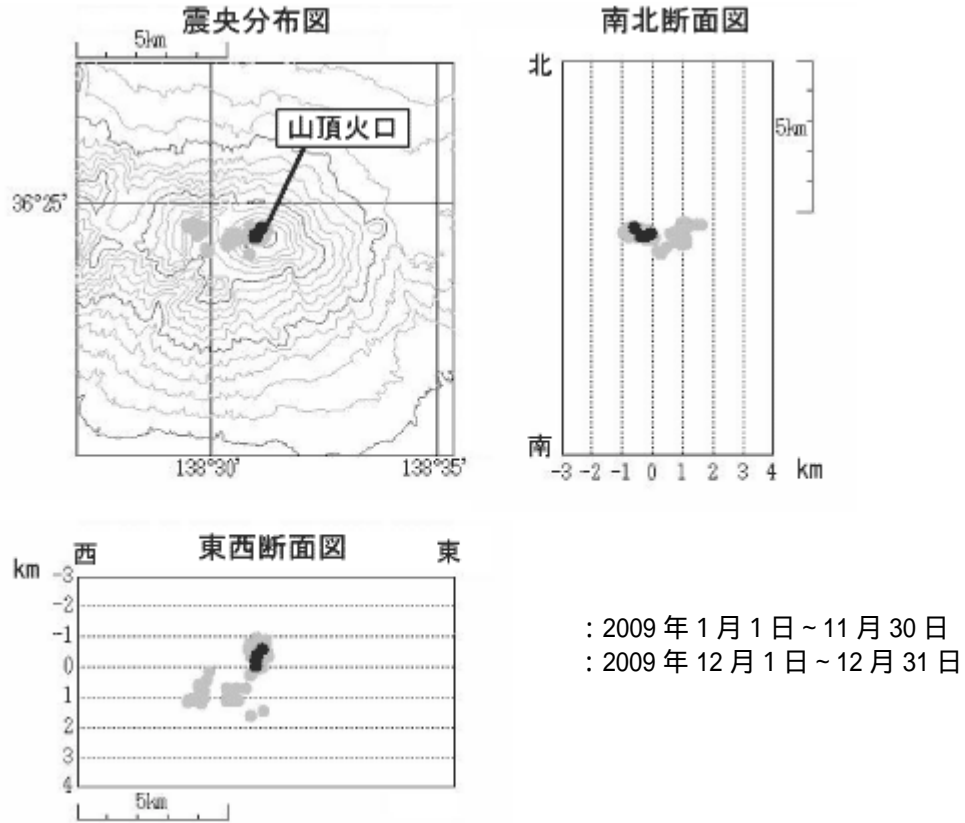 震央分布図
5km
山頂火口
36°25'
138°30'
138°35'
南北断面図
北
5km
南
-3 -2 -1 0 1 2 3 4 km
東西断面図
西
東
km
-3
-2
-1
0
1
2
3
4
5km
：2009 年 1 月 1 日 ~ 11 月 30 日
：2009 年 12 月 1 日 ~ 12 月 31 日